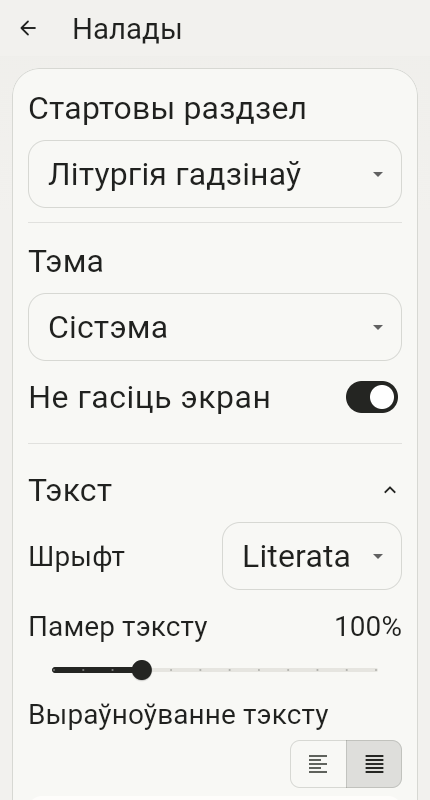 Налады
Стартовы раздзел
Літургія гадзінаў
Тэма
Сістэма
Не гасіць экран
Тэкст
Шрыфт
Literata
Памер тэксту
100%
Выраўноўванне тэксту